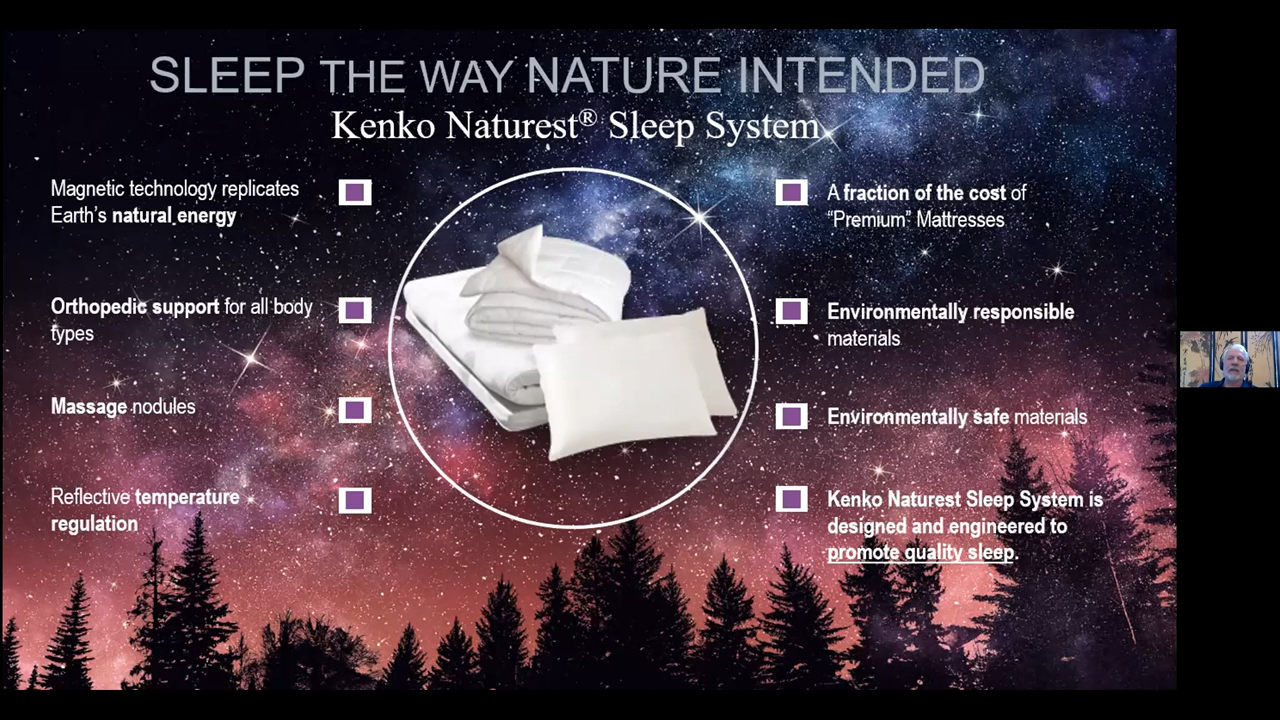 SLEEP THE WAY NATURE INTENDED
Kenko Naturest® Sleep System
Magnetic technology replicates
Earth's natural energy
Orthopedic support for all body
types
Massage nodules
Reflective temperature
regulation
A fraction of the cost of
"Premium" Mattresses
Environmentally responsible
materials
Environmentally safe materials
Kenko Naturest Sleep System is
designed and engineered to
promote quality sleep.